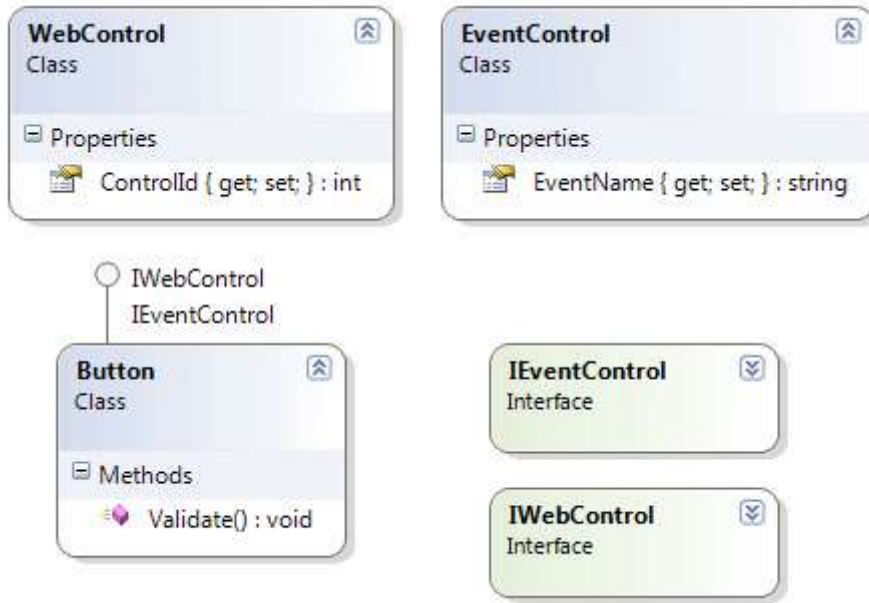 WebControl
Class
Properties
ControlId { get; set; } : int
EventControl
Class
Properties
EventName { get; set; } : string
IWebControl
IEventControl
Button
Class
Methods
Validate() : void
IEventControl
Interface
IWebControl
Interface